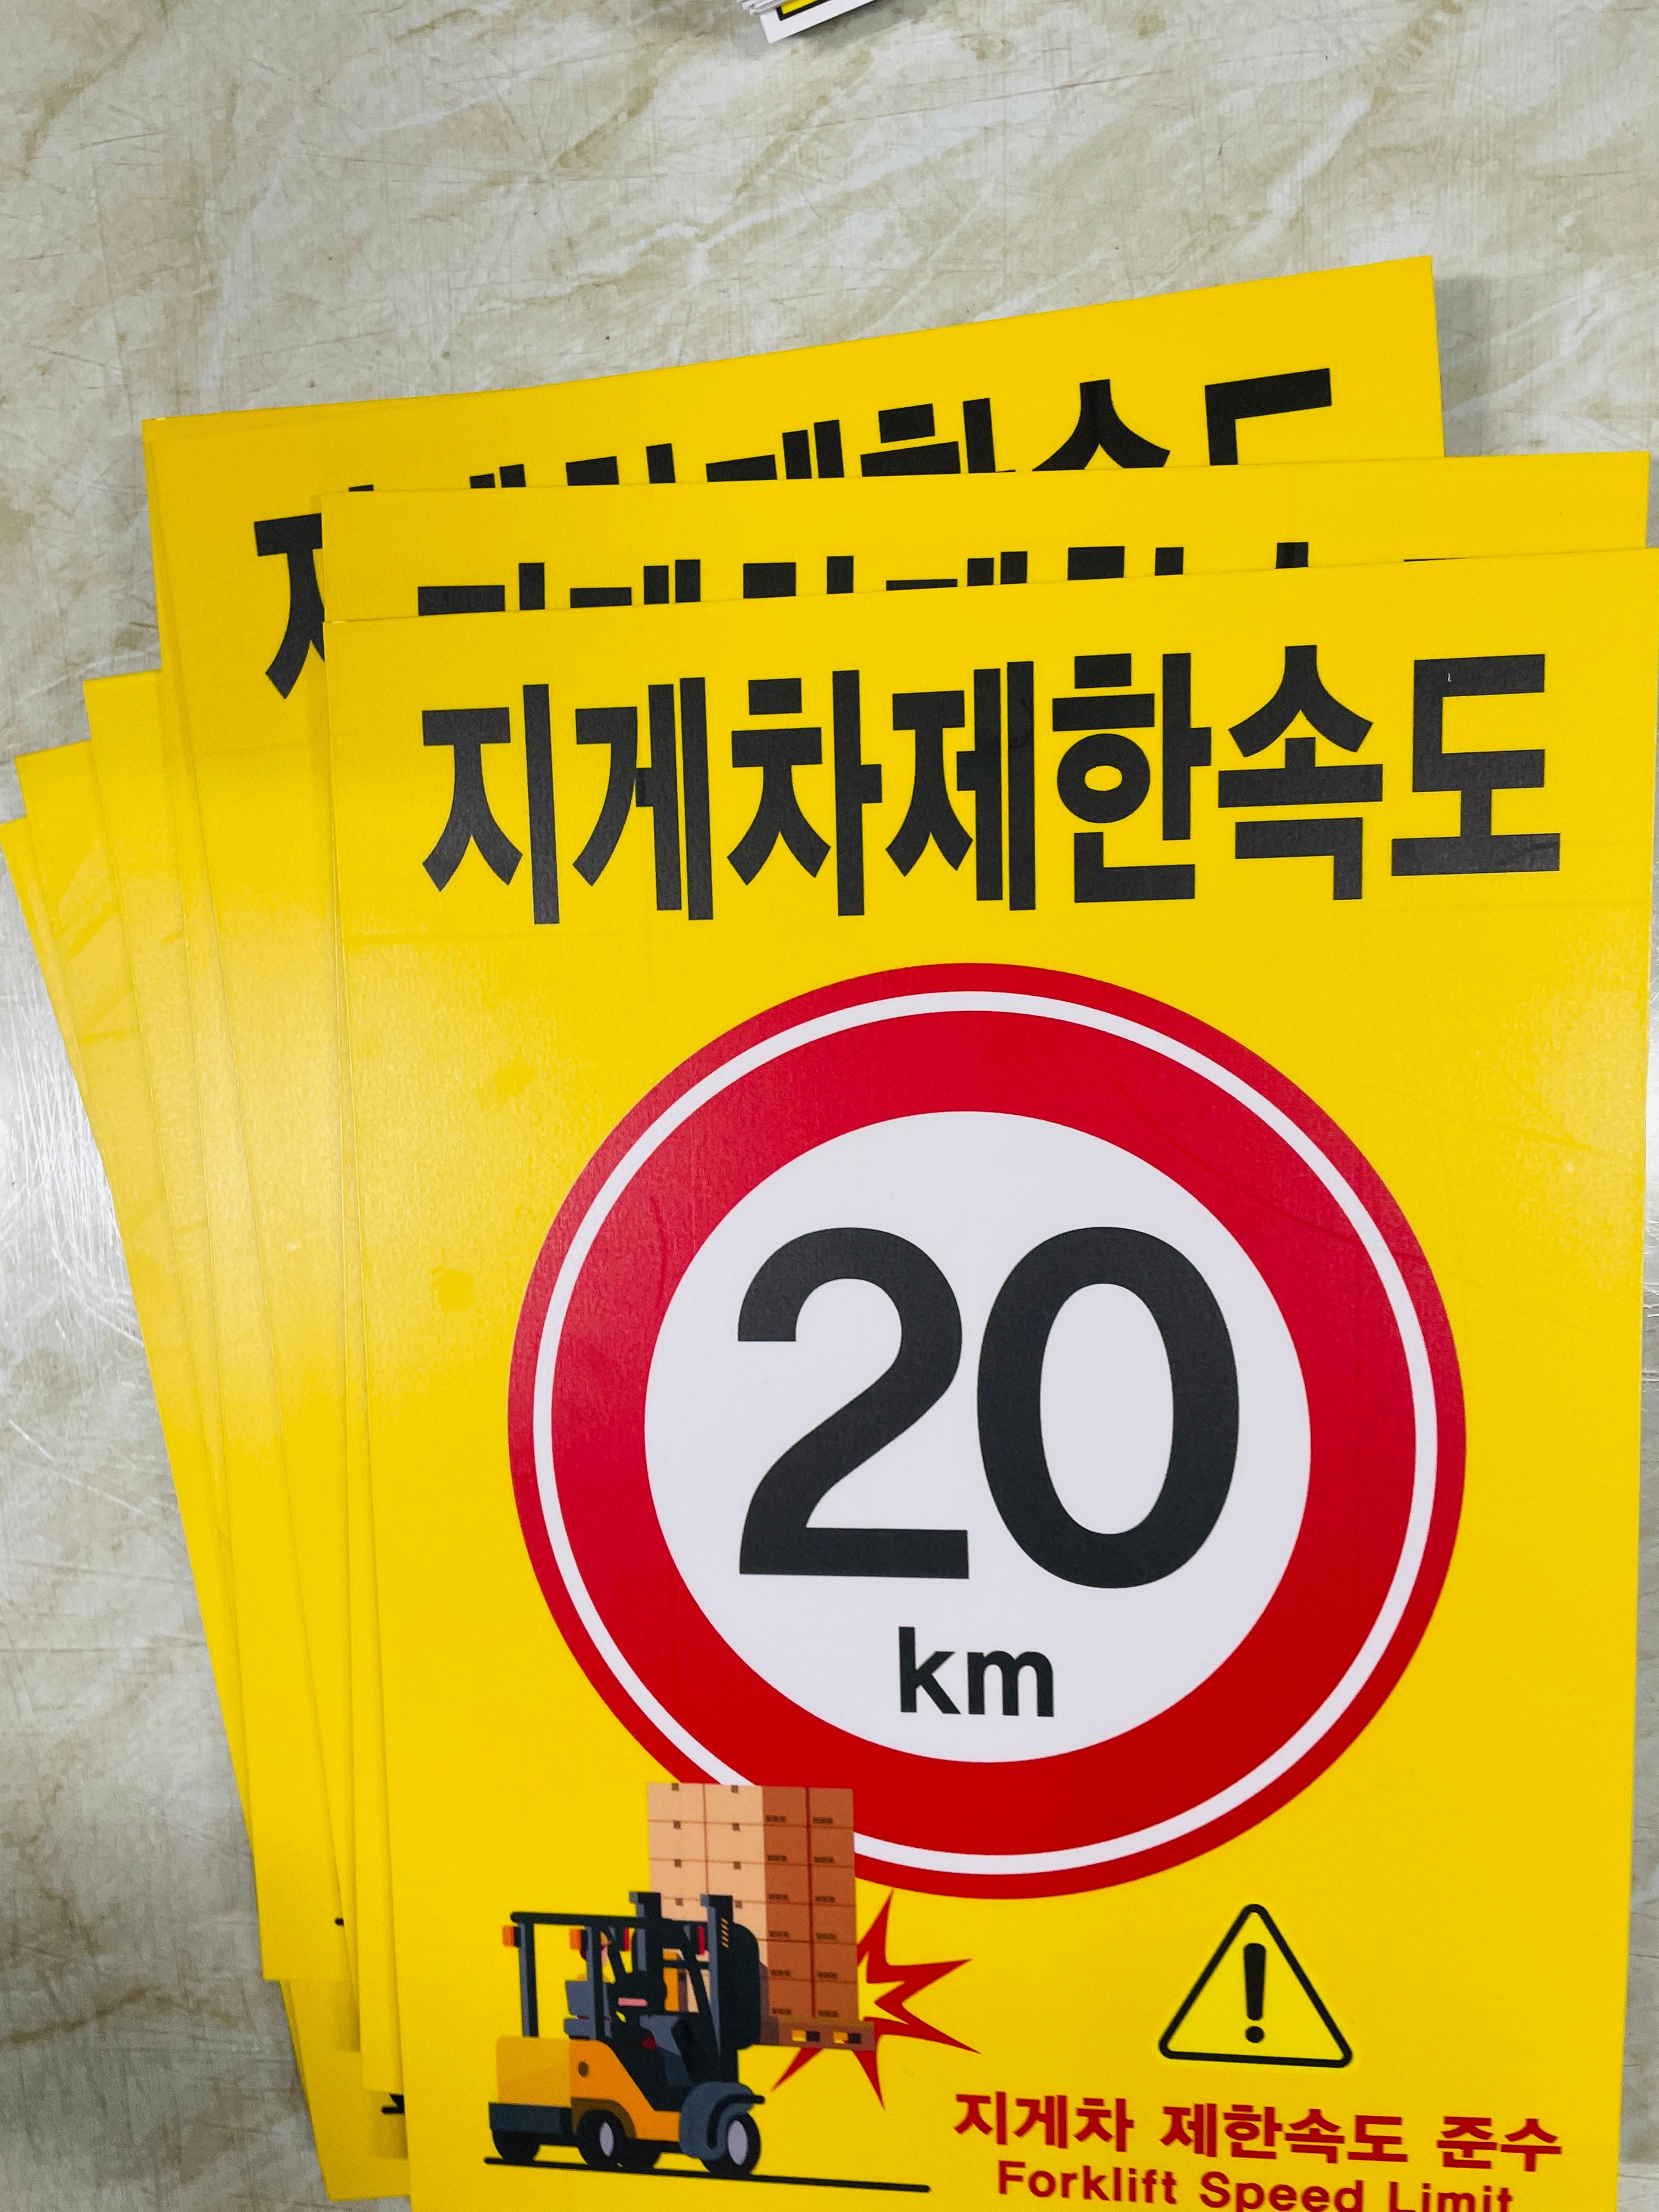 지게차제한속도
20
km
지게차 제한속도 준수
Forklift Speed Limit